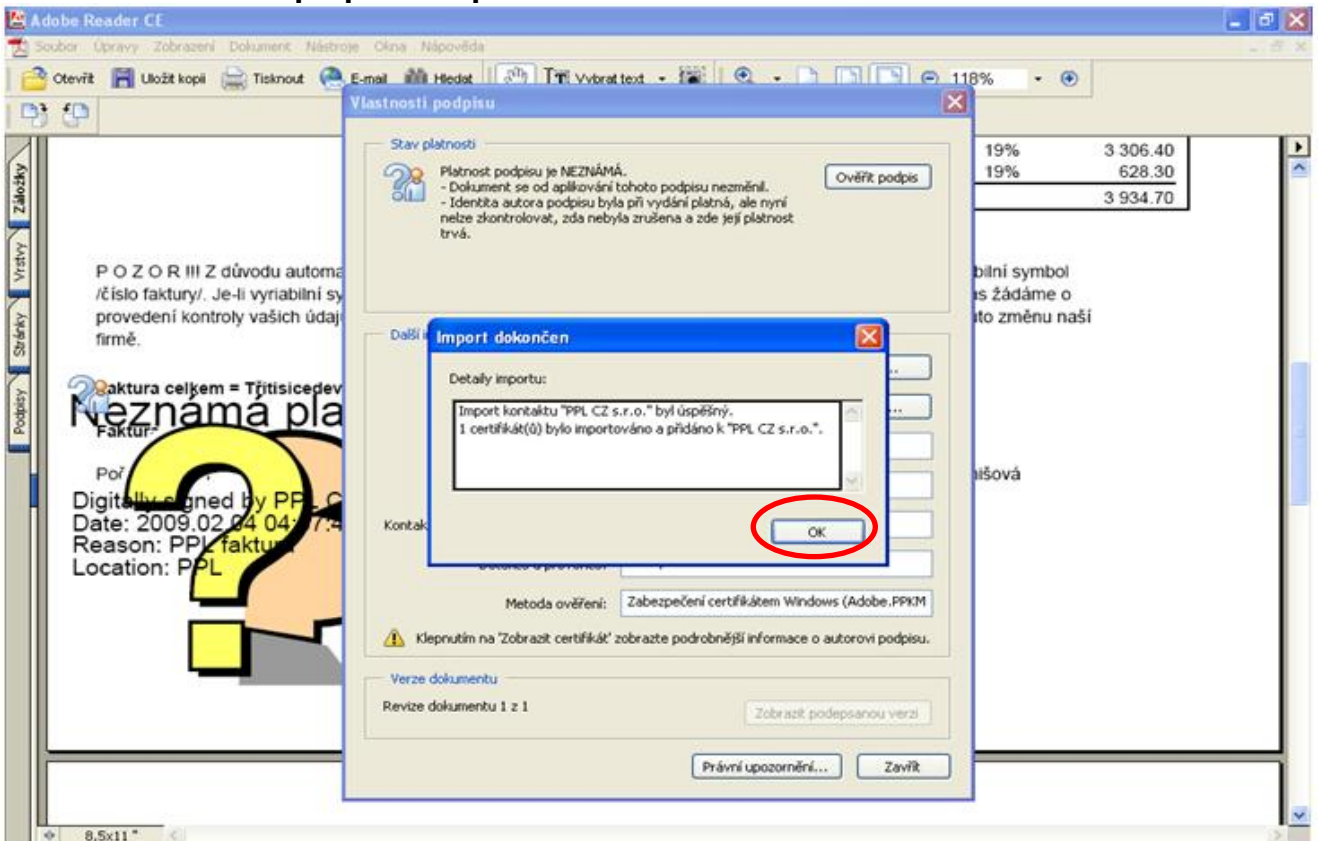 Adobe Reader CE
Soubor Úpravy Zobrazení Dokument Nástroje Okna Nápověda
Otevřít Uložit kopii Tisknout E-mail Hledat Vybrat text 118%
Vlastnosti podpisu
Záložky
Vrstvy
Stránky
Podpisy
19% 3 306.40
19% 628.30
3 934.70
P O Z O R !!! Z důvodu automa
bilní symbol
/číslo faktury/. Je-li vyriabilní sy
ás žádáme o
provedení kontroly vašich údaj
uto změnu naší
firmě.
Faktura celkem = Třitisicedev
Neznámá pla
Faktur
Poř
nišová
Digitally signed by PPL C
Date: 2009.02.04 04:
Reason: PPL faktura
Location: PPL
Stav platnosti
Platnost podpisu je NEZNÁMÁ.
- Dokument se od aplikování tohoto podpisu nezměnil.
- Identita autora podpisu byla při vydání platná, ale nyní
nelze zkontrolovat, zda nebyla zrušena a zde její platnost
trvá.
Ověřit podpis
Další i
Import dokončen
Detaily importu:
Import kontaktu "PPL CZ s.r.o." byl úspěšný.
1 certifikát(ů) bylo importováno a přidáno k "PPL CZ s.r.o.".
OK
Kontak
Metoda ověření: Zabezpečení certifikátem Windows (Adobe.PPKM
Klepnutím na 'Zobrazit certifikát' zobrazte podrobnější informace o autorovi podpisu.
Verze dokumentu
Revize dokumentu 1 z 1
Zobrazit podepsanou verzi
Právní upozornění... Zavřít
8,5x11 "